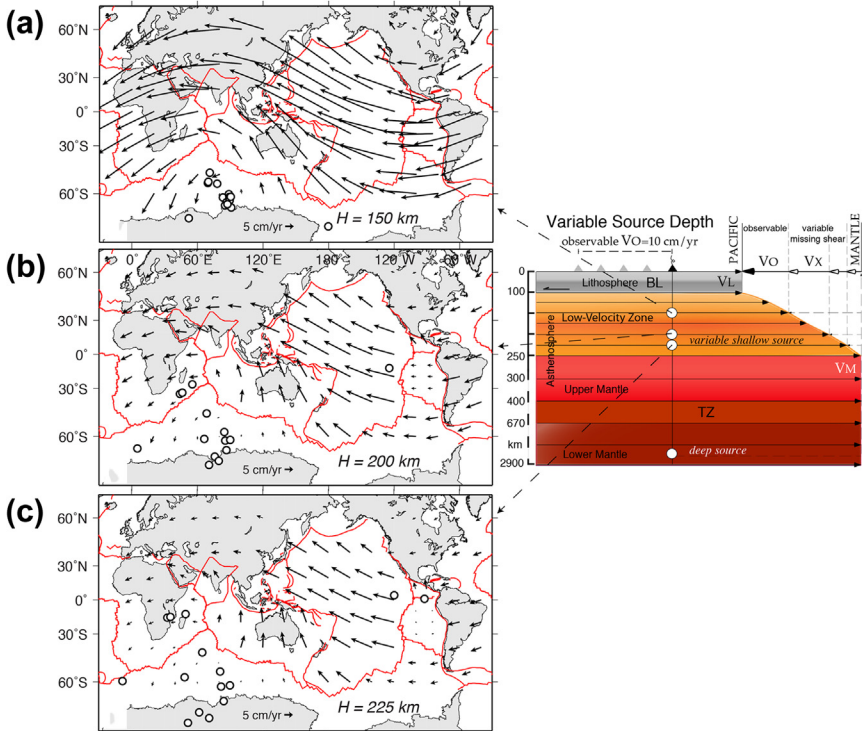 (a)
60˚N
30˚N
0˚
30˚S
60˚S
H = 150 km
5 cm/yr
(b)
0˚ 60˚E 120˚E 180˚ 120˚W 60˚W
60˚N
30˚N
0˚
30˚S
60˚S
5 cm/yr
H = 200 km
(c)
60˚N
30˚N
0˚
30˚S
60˚S
5 cm/yr
H = 225 km
Variable Source Depth
observable VO=10 cm/yr
PACIFIC
observable
variable
missing shear
MANTLE
VO
VX
0
Lithosphere
BL
VL
100
Low-Velocity Zone
Asthenosphere
variable shallow source
250
VM
300
Upper Mantle
400
TZ
670
km
Lower Mantle
deep source
2900